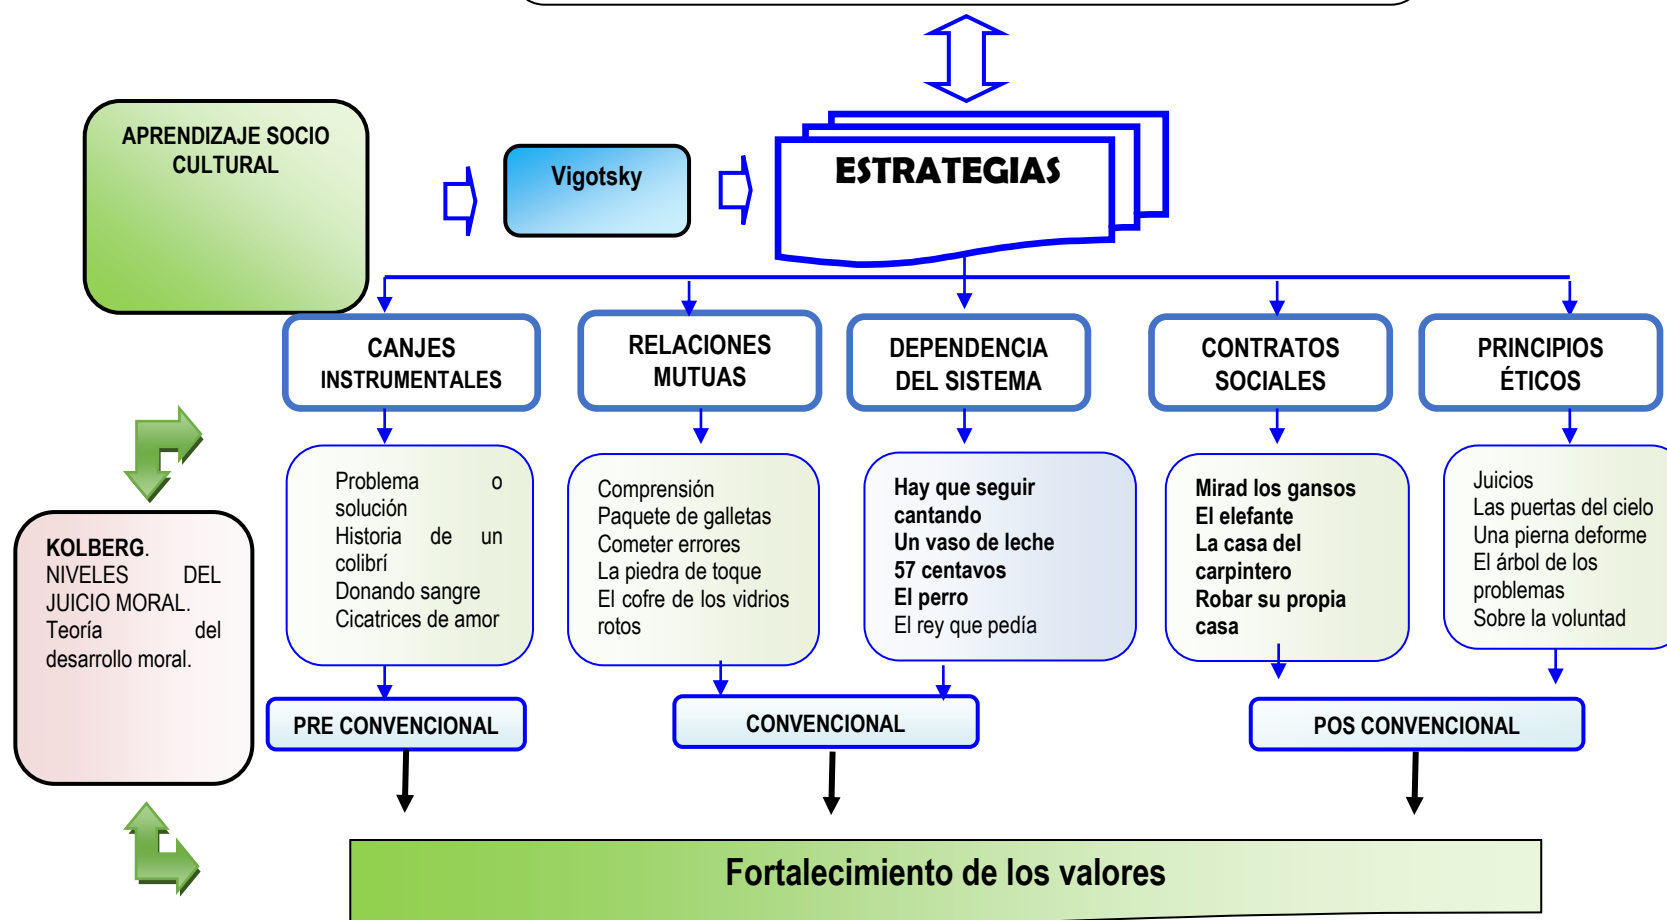 APRENDIZAJE SOCIO
CULTURAL
Vigotsky
ESTRATEGIAS
CANJES
INSTRUMENTALES
RELACIONES
MUTUAS
DEPENDENCIA
DEL SISTEMA
CONTRATOS
SOCIALES
PRINCIPIOS
ÉTICOS
Problema o
solución
Historia de un
colibrí
Donando sangre
Cicatrices de amor
Comprensión
Paquete de galletas
Cometer errores
La piedra de toque
El cofre de los vidrios
rotos
Hay que seguir
cantando
Un vaso de leche
57 centavos
El perro
El rey que pedía
Mirad los gansos
El elefante
La casa del
carpintero
Robar su propia
casa
Juicios
Las puertas del cielo
Una pierna deforme
El árbol de los
problemas
Sobre la voluntad
KOLBERG.
NIVELES DEL
JUICIO MORAL.
Teoría del
desarrollo moral.
PRE CONVENCIONAL
CONVENCIONAL
POS CONVENCIONAL
Fortalecimiento de los valores